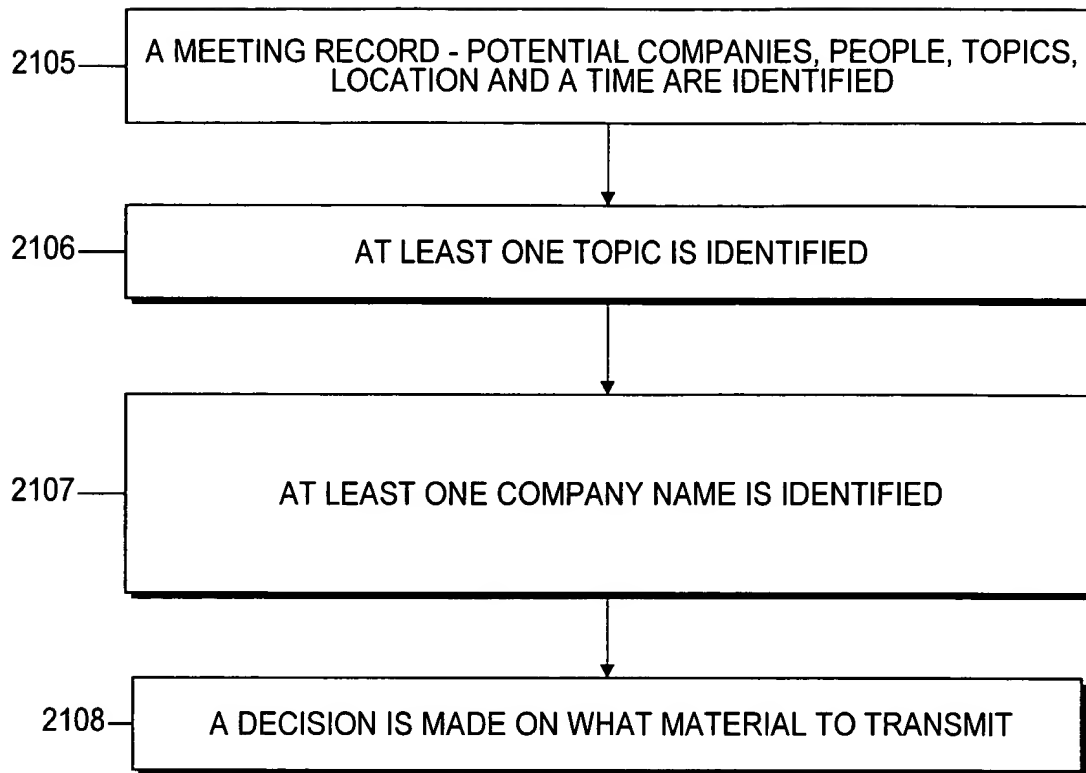 2105 A MEETING RECORD - POTENTIAL COMPANIES, PEOPLE, TOPICS,
LOCATION AND A TIME ARE IDENTIFIED
2106 AT LEAST ONE TOPIC IS IDENTIFIED
2107 AT LEAST ONE COMPANY NAME IS IDENTIFIED
2108 A DECISION IS MADE ON WHAT MATERIAL TO TRANSMIT